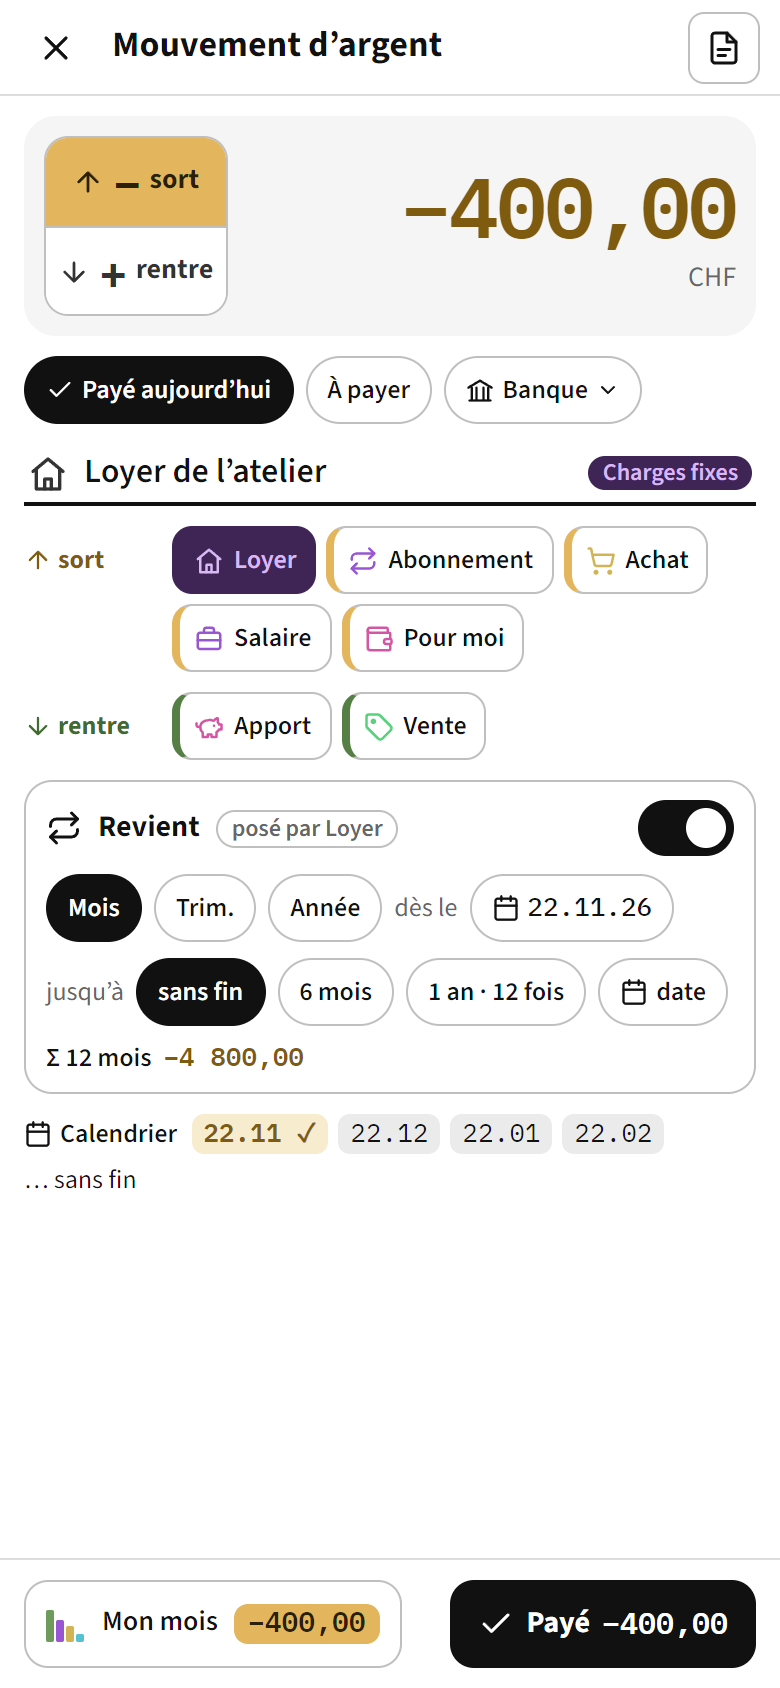 Mouvement d’argent
− sort
−400,00
+ rentre
CHF
Payé aujourd’hui À payer Banque
Loyer de l’atelier Charges fixes
sort Loyer Abonnement Achat
Salaire Pour moi
rentre Apport Vente
Revient posé par Loyer
Mois Trim. Année dès le 22.11.26
jusqu’à sans fin 6 mois 1 an · 12 fois date
Σ 12 mois −4 800,00
Calendrier 22.11 ✓ 22.12 22.01 22.02
… sans fin
Mon mois −400,00 Payé −400,00